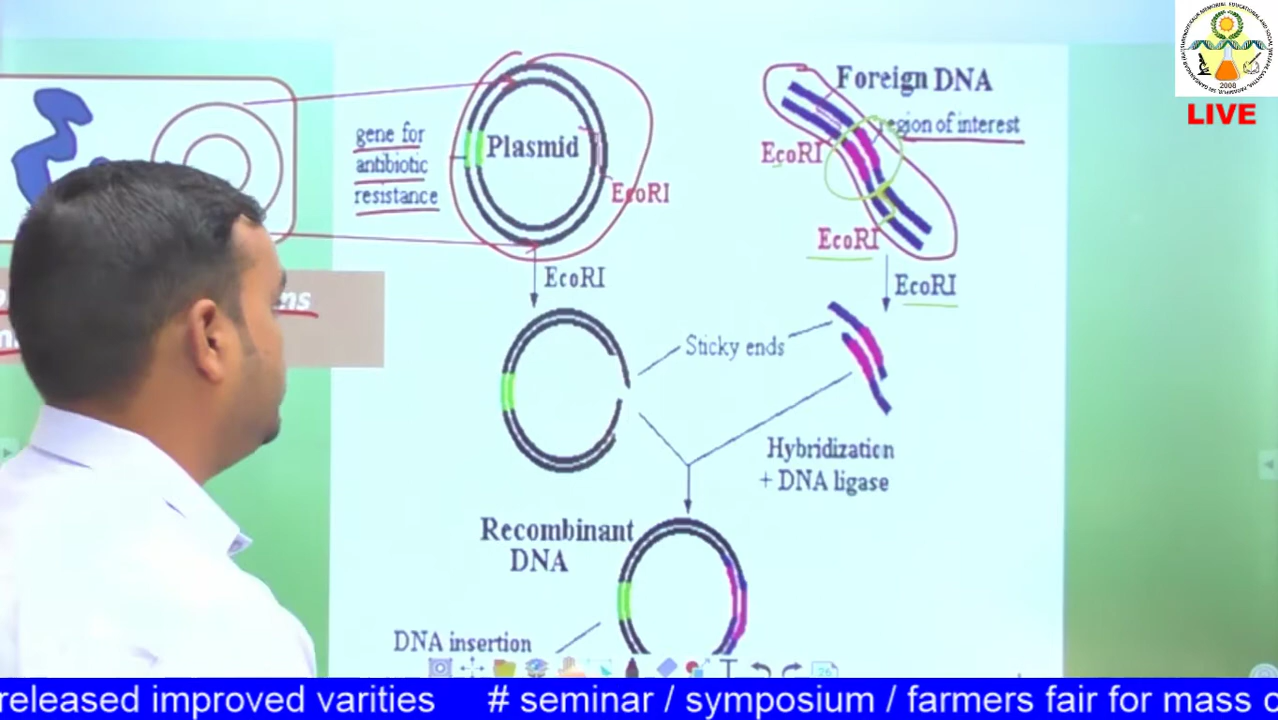 LIVE
2008
Foreign DNA
region of interest
gene for
antibiotic
resistance
Plasmid
EcoRI
EcoRI
EcoRI
EcoRI
EcoRI
Sticky ends
Hybridization
+ DNA ligase
Recombinant
DNA
DNA insertion
released improved varities # seminar / symposium / farmers fair for mass